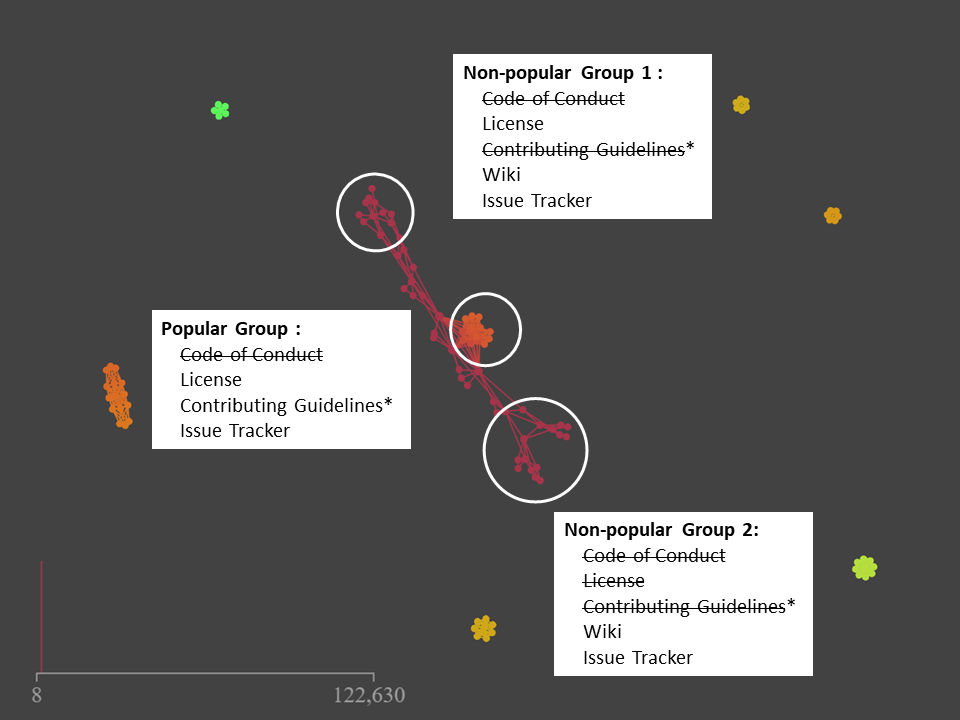 Non-popular Group 1 :
Code of Conduct
License
Contributing Guidelines*
Wiki
Issue Tracker
Popular Group :
Code of Conduct
License
Contributing Guidelines*
Issue Tracker
Non-popular Group 2:
Code of Conduct
License
Contributing Guidelines*
Wiki
Issue Tracker
8 122,630